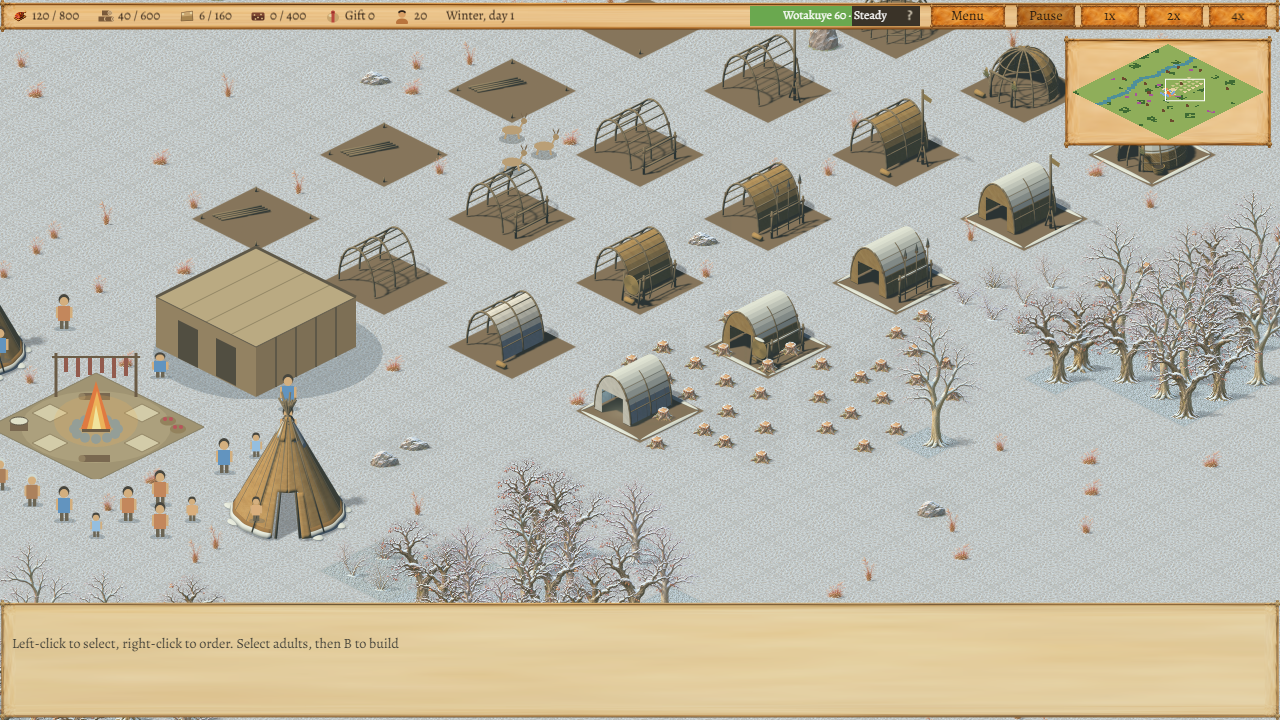 120 / 800 40 / 600 6 / 160 0 / 400 Gift 0 20 Winter, day 1 Wotakuye 60 - Steady ? Menu Pause 1x 2x 4x
Left-click to select, right-click to order. Select adults, then B to build